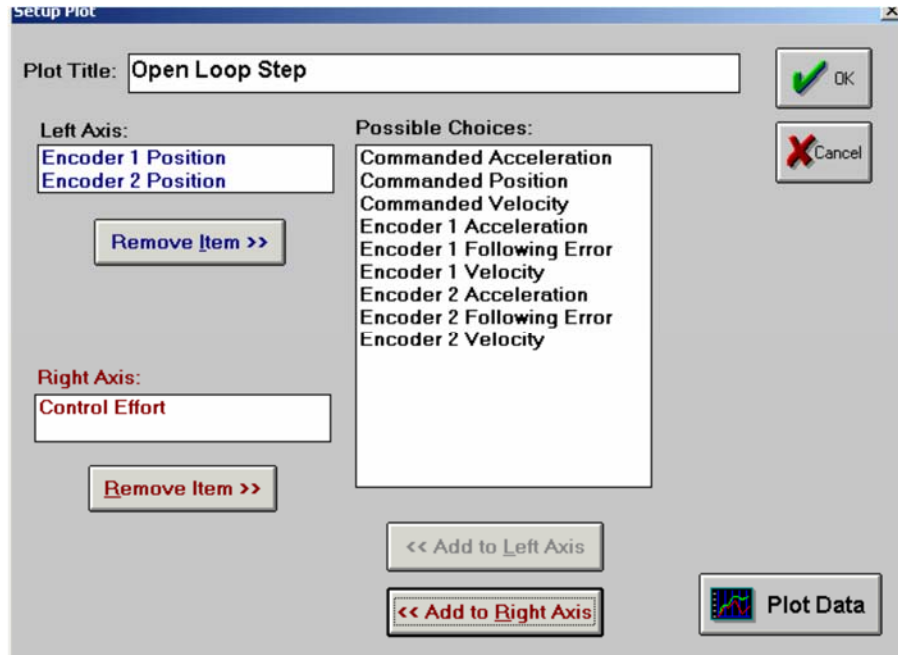 Setup Plot
Plot Title: Open Loop Step
OK
Cancel
Left Axis:
Encoder 1 Position
Encoder 2 Position
Remove Item >>
Possible Choices:
Commanded Acceleration
Commanded Position
Commanded Velocity
Encoder 1 Acceleration
Encoder 1 Following Error
Encoder 1 Velocity
Encoder 2 Acceleration
Encoder 2 Following Error
Encoder 2 Velocity
Right Axis:
Control Effort
Remove Item >>
<< Add to Left Axis
<< Add to Right Axis
Plot Data